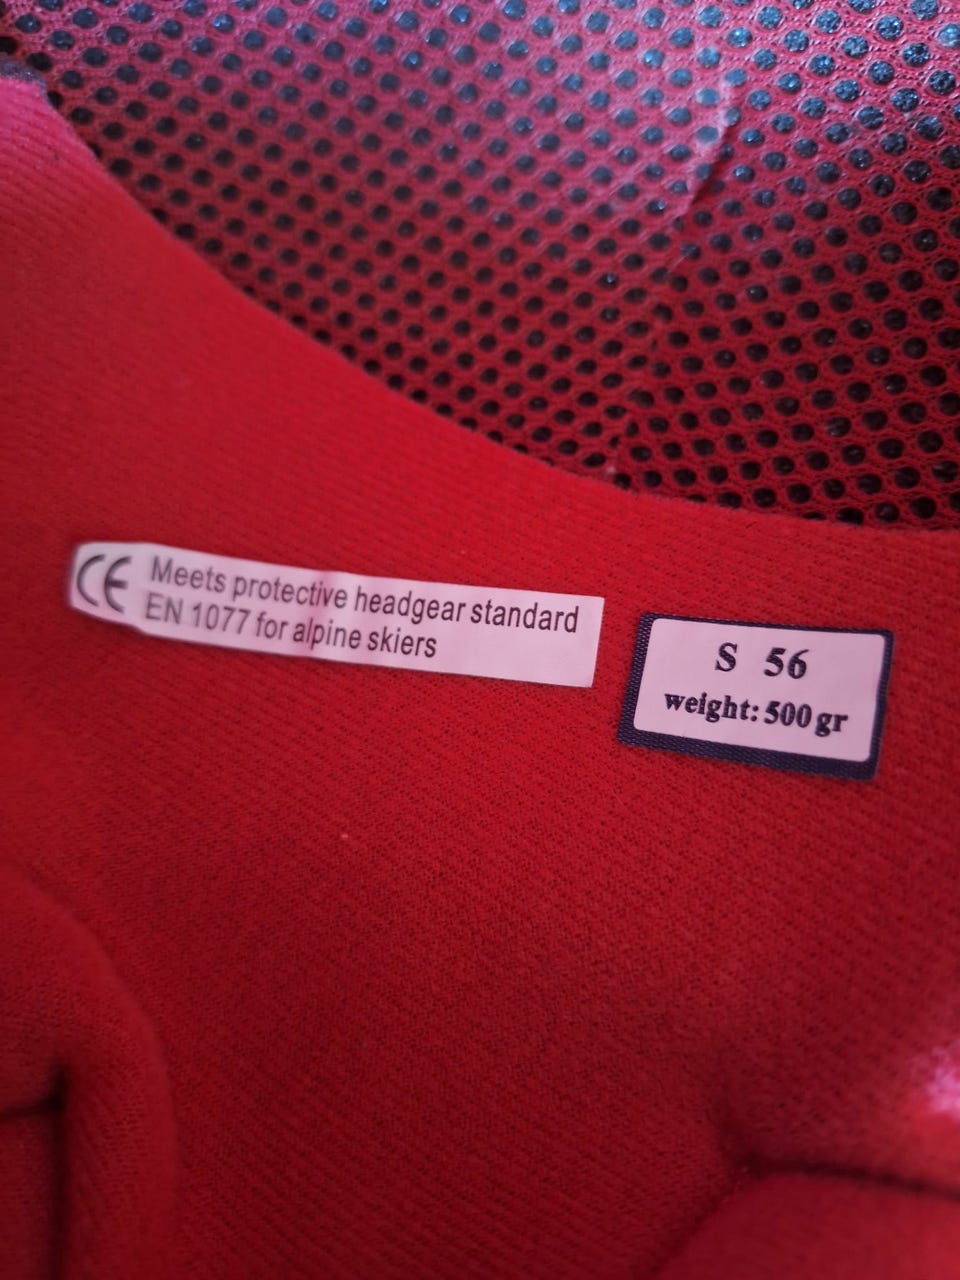 CE Meets protective headgear standard
EN 1077 for alpine skiers
S 56
weight: 500 gr